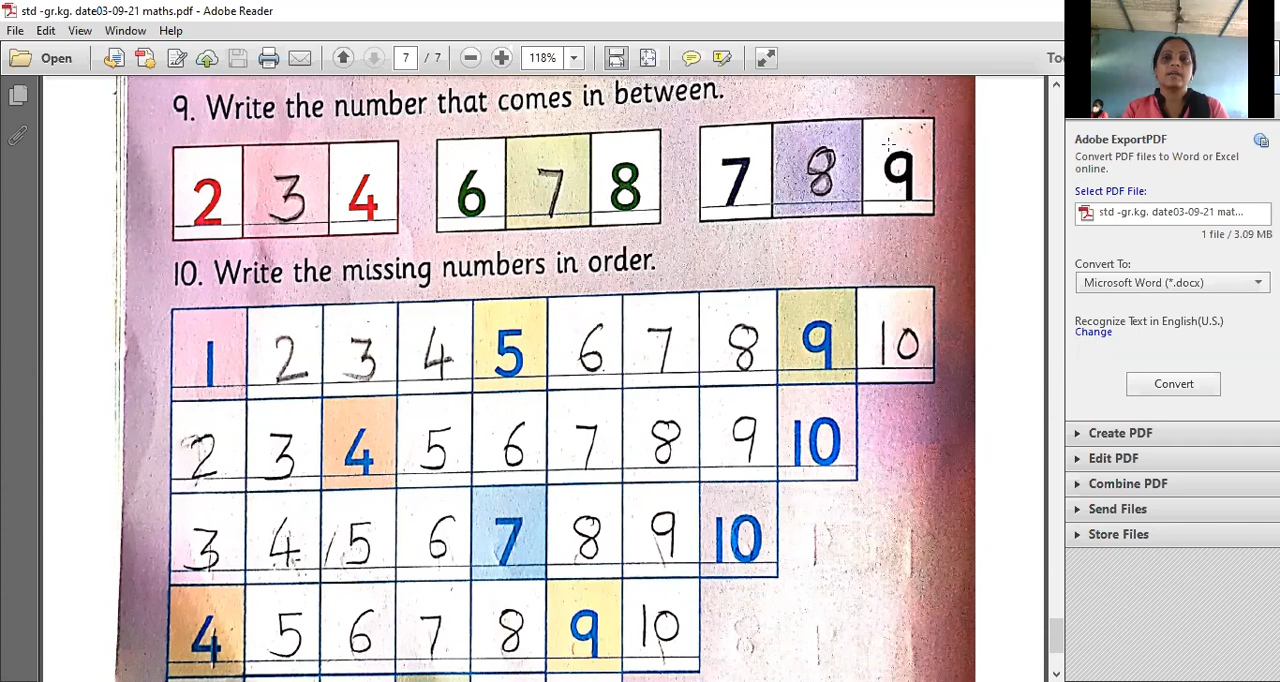 std -gr.kg. date03-09-21 maths.pdf - Adobe Reader
File Edit View Window Help
Open 7 / 7 118%
9. Write the number that comes in between.
2 3 4 6 7 8 7 8 9
10. Write the missing numbers in order.
1 2 3 4 5 6 7 8 9 10
2 3 4 5 6 7 8 9 10
3 4 5 6 7 8 9 10
4 5 6 7 8 9 10
Adobe ExportPDF
Convert PDF files to Word or Excel
online.
Select PDF File:
std -gr.kg. date03-09-21 mat...
1 file / 3.09 MB
Convert To:
Microsoft Word (*.docx)
Recognize Text in English(U.S.)
Change
Convert
Create PDF
Edit PDF
Combine PDF
Send Files
Store Files